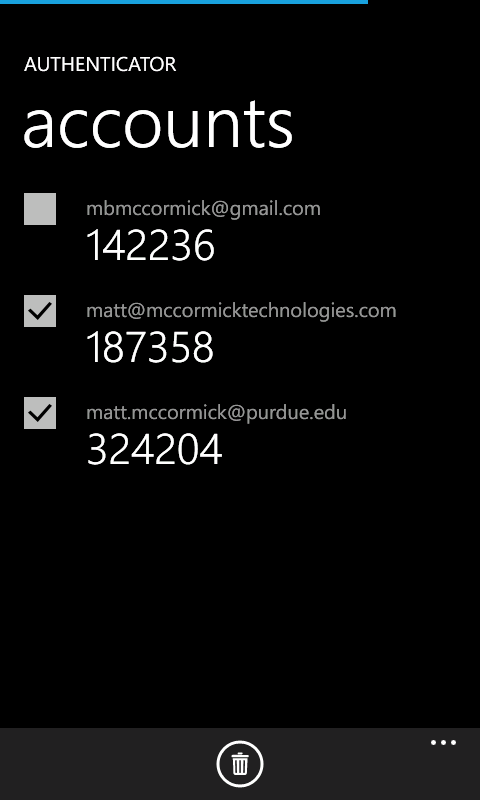 AUTHENTICATOR
accounts
mbmccormick@gmail.com
142236
matt@mccormicktechnologies.com
187358
matt.mccormick@purdue.edu
324204